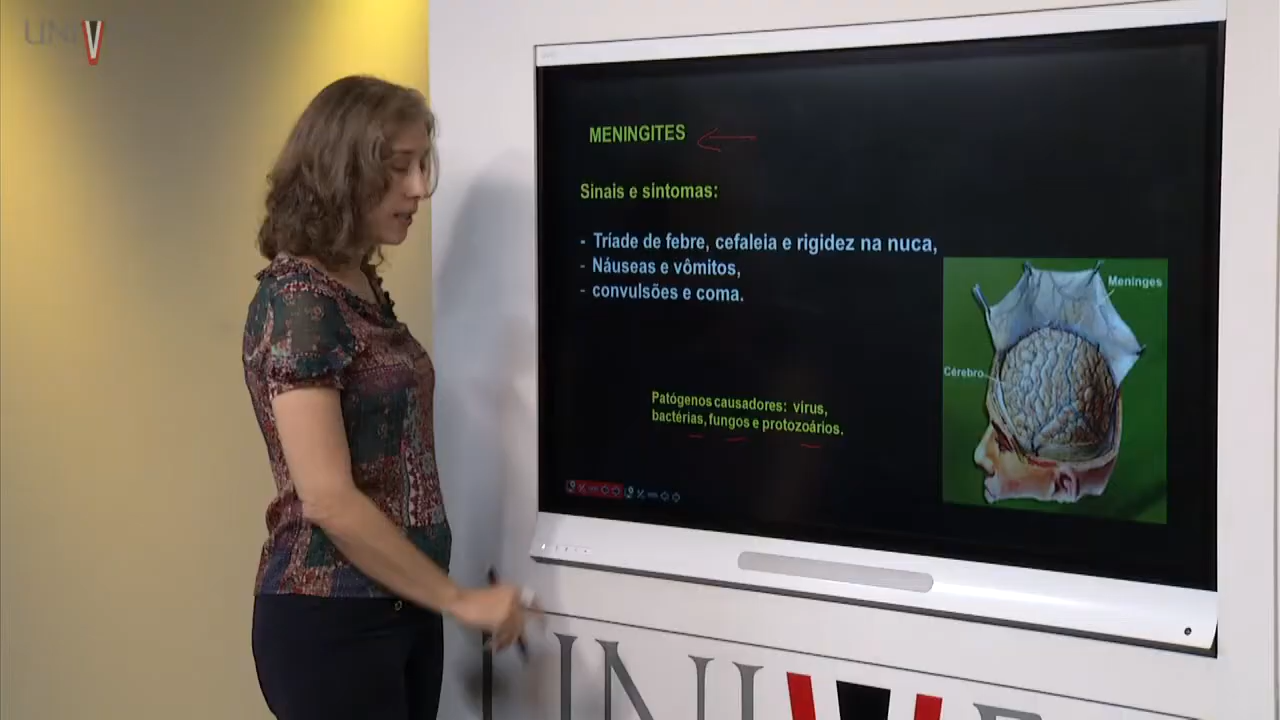 UNIV
MENINGITES
Sinais e sintomas:
- Tríade de febre, cefaleia e rigidez na nuca,
- Náuseas e vômitos,
- convulsões e coma.
Meninges
Cérebro
Patógenos causadores: vírus,
bactérias, fungos e protozoários.
UNIVE